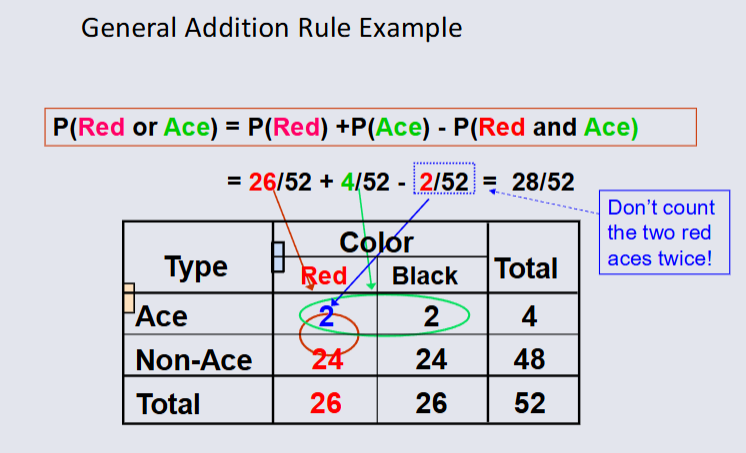 General Addition Rule Example
P(Red or Ace) = P(Red) +P(Ace) - P(Red and Ace)
= 26/52 + 4/52 - 2/52 = 28/52
Don't count
the two red
aces twice!
Color
Type Red Black Total
Ace 2 2 4
Non-Ace 24 24 48
Total 26 26 52